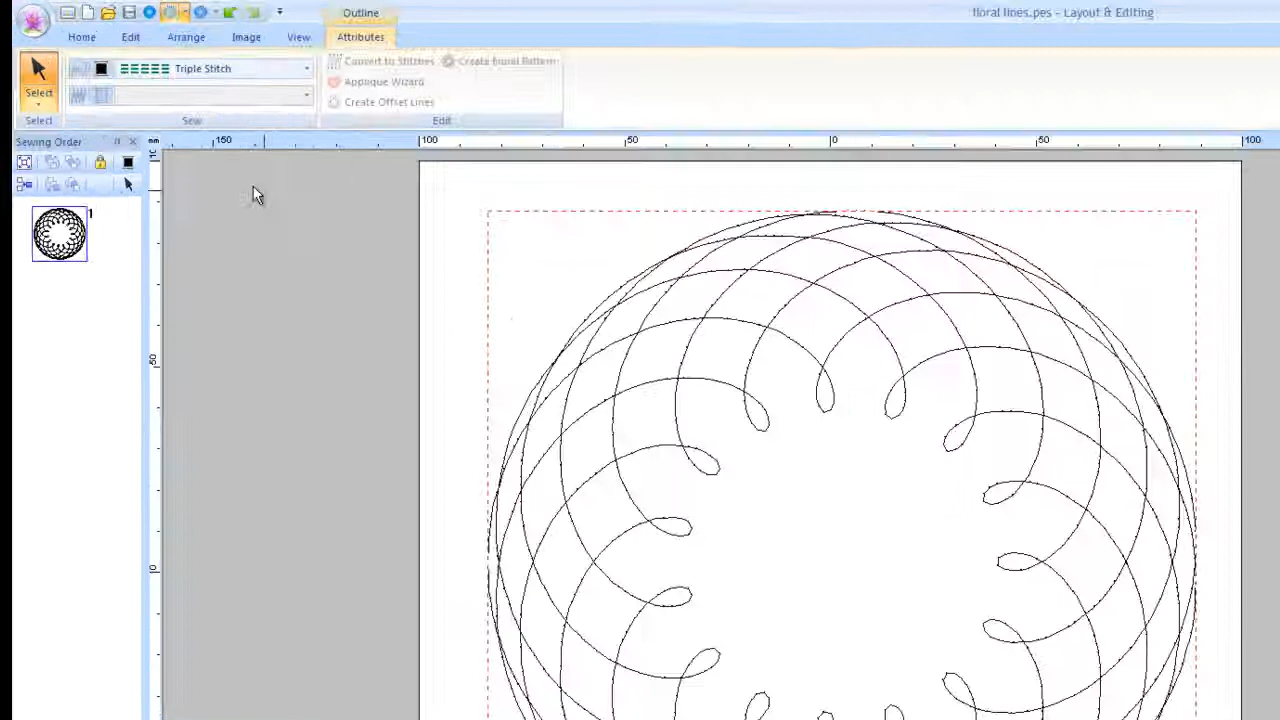 Outline
floral lines.pes - Layout & Editing
Home Edit Arrange Image View Attributes
Select
Triple Stitch
Convert to Stitches Create Floral Pattern
Applique Wizard
Create Offset Lines
Select Sew Edit
Sewing Order
mm 150 100 50 0 50 100
1
50
0